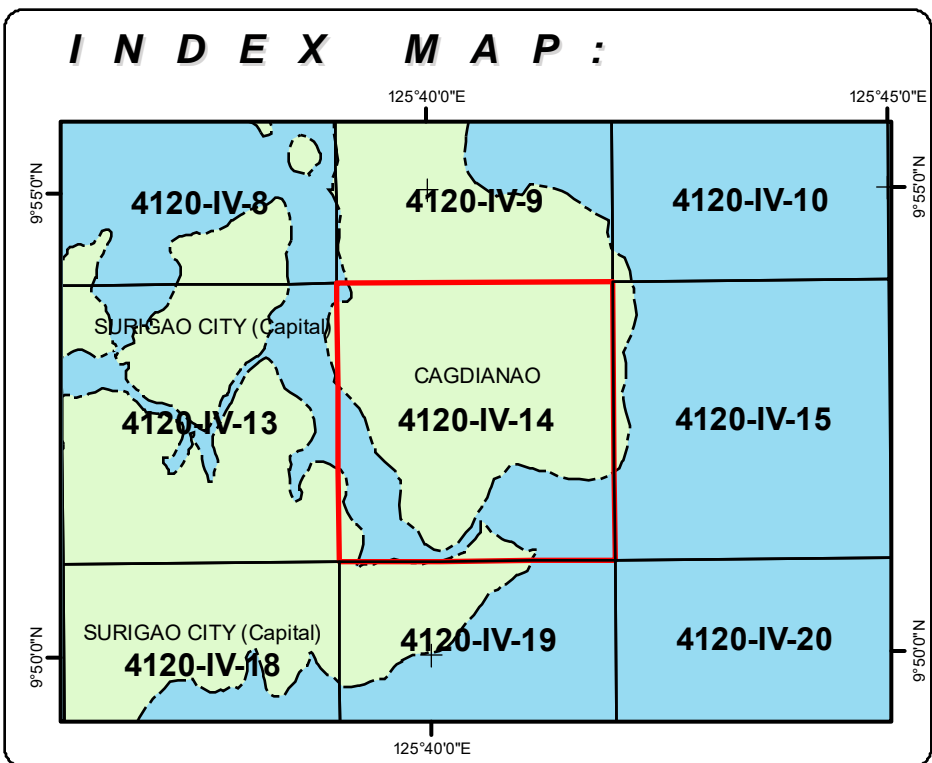 INDEX MAP:
125°40'0"E
125°45'0"E
9°55'0"N
9°55'0"N
4120-IV-8
4120-IV-9
4120-IV-10
SURIGAO CITY (Capital)
CAGDIANAO
4120-IV-13
4120-IV-14
4120-IV-15
SURIGAO CITY (Capital)
4120-IV-18
4120-IV-19
4120-IV-20
9°50'0"N
9°50'0"N
125°40'0"E